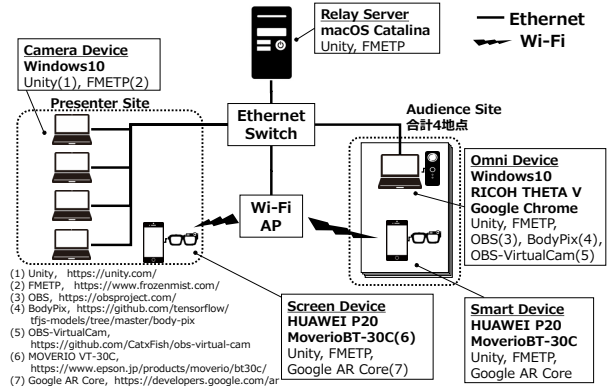 Relay Server
macOS Catalina
Unity, FMETP
Ethernet
Wi-Fi
Camera Device
Windows10
Unity(1), FMETP(2)
Presenter Site
Ethernet
Switch
Audience Site
合計4地点
Omni Device
Windows10
RICOH THETA V
Google Chrome
Unity, FMETP,
OBS(3), BodyPix(4),
OBS-VirtualCam(5)
Wi-Fi
AP
(1) Unity, https://unity.com/
(2) FMETP, https://www.frozenmist.com/
(3) OBS, https://obsproject.com/
(4) BodyPix, https://github.com/tensorflow/
tfjs-models/tree/master/body-pix
(5) OBS-VirtualCam,
https://github.com/CatxFish/obs-virtual-cam
(6) MOVERIO VT-30C,
https://www.epson.jp/products/moverio/bt30c/
(7) Google AR Core, https://developers.google.com/ar
Screen Device
HUAWEI P20
MoverioBT-30C(6)
Unity, FMETP,
Google AR Core(7)
Smart Device
HUAWEI P20
MoverioBT-30C
Unity, FMETP,
Google AR Core